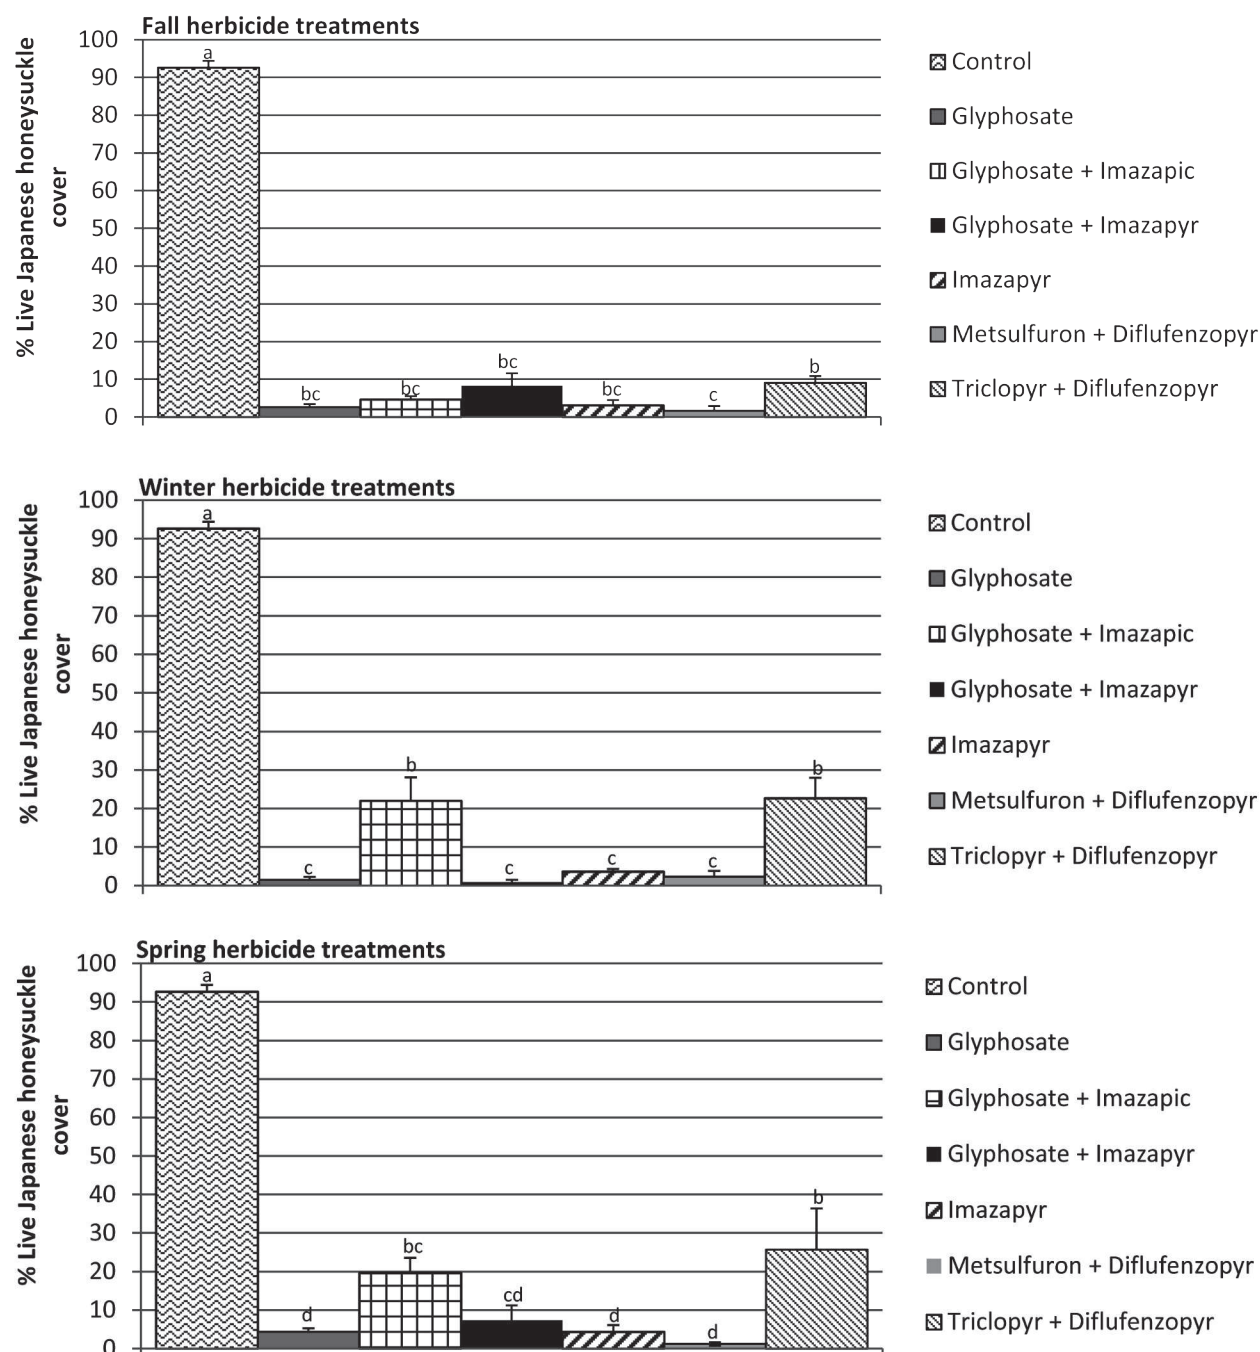 Fall herbicide treatments
% Live Japanese honeysuckle
cover
100
90
80
70
60
50
40
30
20
10
0
a
bc
bc
bc
bc
c
b
Control
Glyphosate
Glyphosate + Imazapic
Glyphosate + Imazapyr
Imazapyr
Metsulfuron + Diflufenzopyr
Triclopyr + Diflufenzopyr
Winter herbicide treatments
% Live Japanese honeysuckle
cover
100
90
80
70
60
50
40
30
20
10
0
a
c
b
c
c
c
b
Control
Glyphosate
Glyphosate + Imazapic
Glyphosate + Imazapyr
Imazapyr
Metsulfuron + Diflufenzopyr
Triclopyr + Diflufenzopyr
Spring herbicide treatments
% Live Japanese honeysuckle
cover
100
90
80
70
60
50
40
30
20
10
0
a
d
bc
cd
d
d
b
Control
Glyphosate
Glyphosate + Imazapic
Glyphosate + Imazapyr
Imazapyr
Metsulfuron + Diflufenzopyr
Triclopyr + Diflufenzopyr